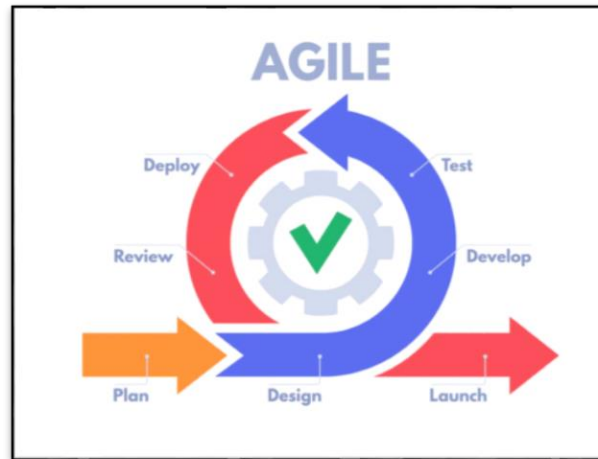 AGILE
Deploy
Test
Review
Develop
Plan
Design
Launch